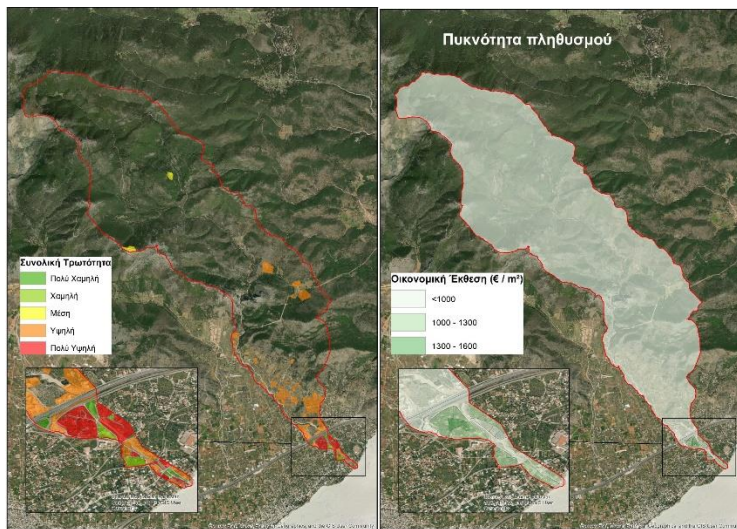 Συνολική Τρωτότητα
Πολύ Χαμηλή
Χαμηλή
Μέση
Υψηλή
Πολύ Υψηλή
Πυκνότητα πληθυσμού
Οικονομική Έκθεση (€ / m²)
<1000
1000 - 1300
1300 - 1600